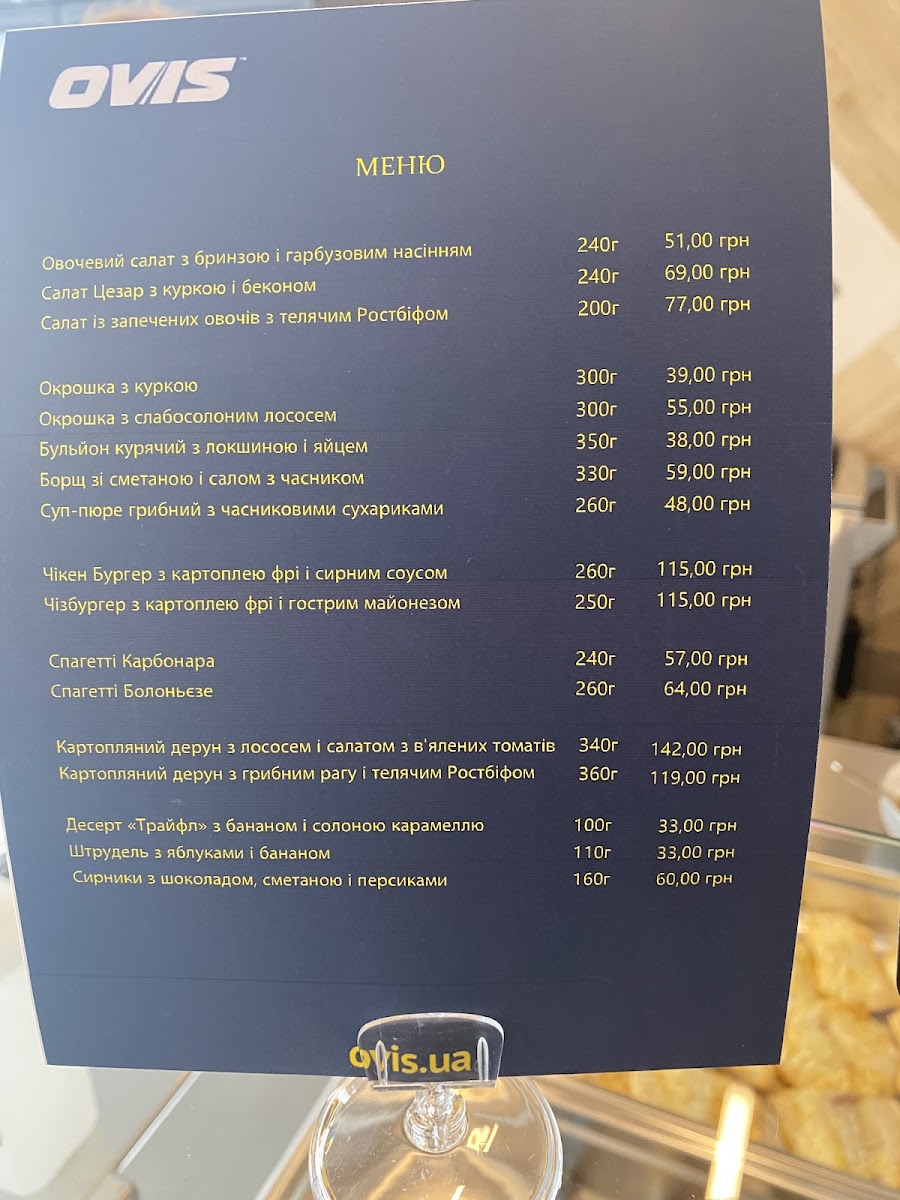 OVIS™
МЕНЮ
Овочевий салат з бринзою і гарбузовим насінням 240г 51,00 грн
Салат Цезар з куркою і беконом 240г 69,00 грн
Салат із запечених овочів з телячим Ростбіфом 200г 77,00 грн
Окрошка з куркою 300г 39,00 грн
Окрошка з слабосолоним лососем 300г 55,00 грн
Бульйон курячий з локшиною і яйцем 350г 38,00 грн
Борщ зі сметаною і салом з часником 330г 59,00 грн
Суп-пюре грибний з часниковими сухариками 260г 48,00 грн
Чікен Бургер з картоплею фрі і сирним соусом 260г 115,00 грн
Чізбургер з картоплею фрі і гострим майонезом 250г 115,00 грн
Спагетті Карбонара 240г 57,00 грн
Спагетті Болоньєзе 260г 64,00 грн
Картопляний дерун з лососем і салатом з в'ялених томатів 340г 142,00 грн
Картопляний дерун з грибним рагу і телячим Ростбіфом 360г 119,00 грн
Десерт «Трайфл» з бананом і солоною карамеллю 100г 33,00 грн
Штрудель з яблуками і бананом 110г 33,00 грн
Сирники з шоколадом, сметаною і персиками 160г 60,00 грн
ovis.ua